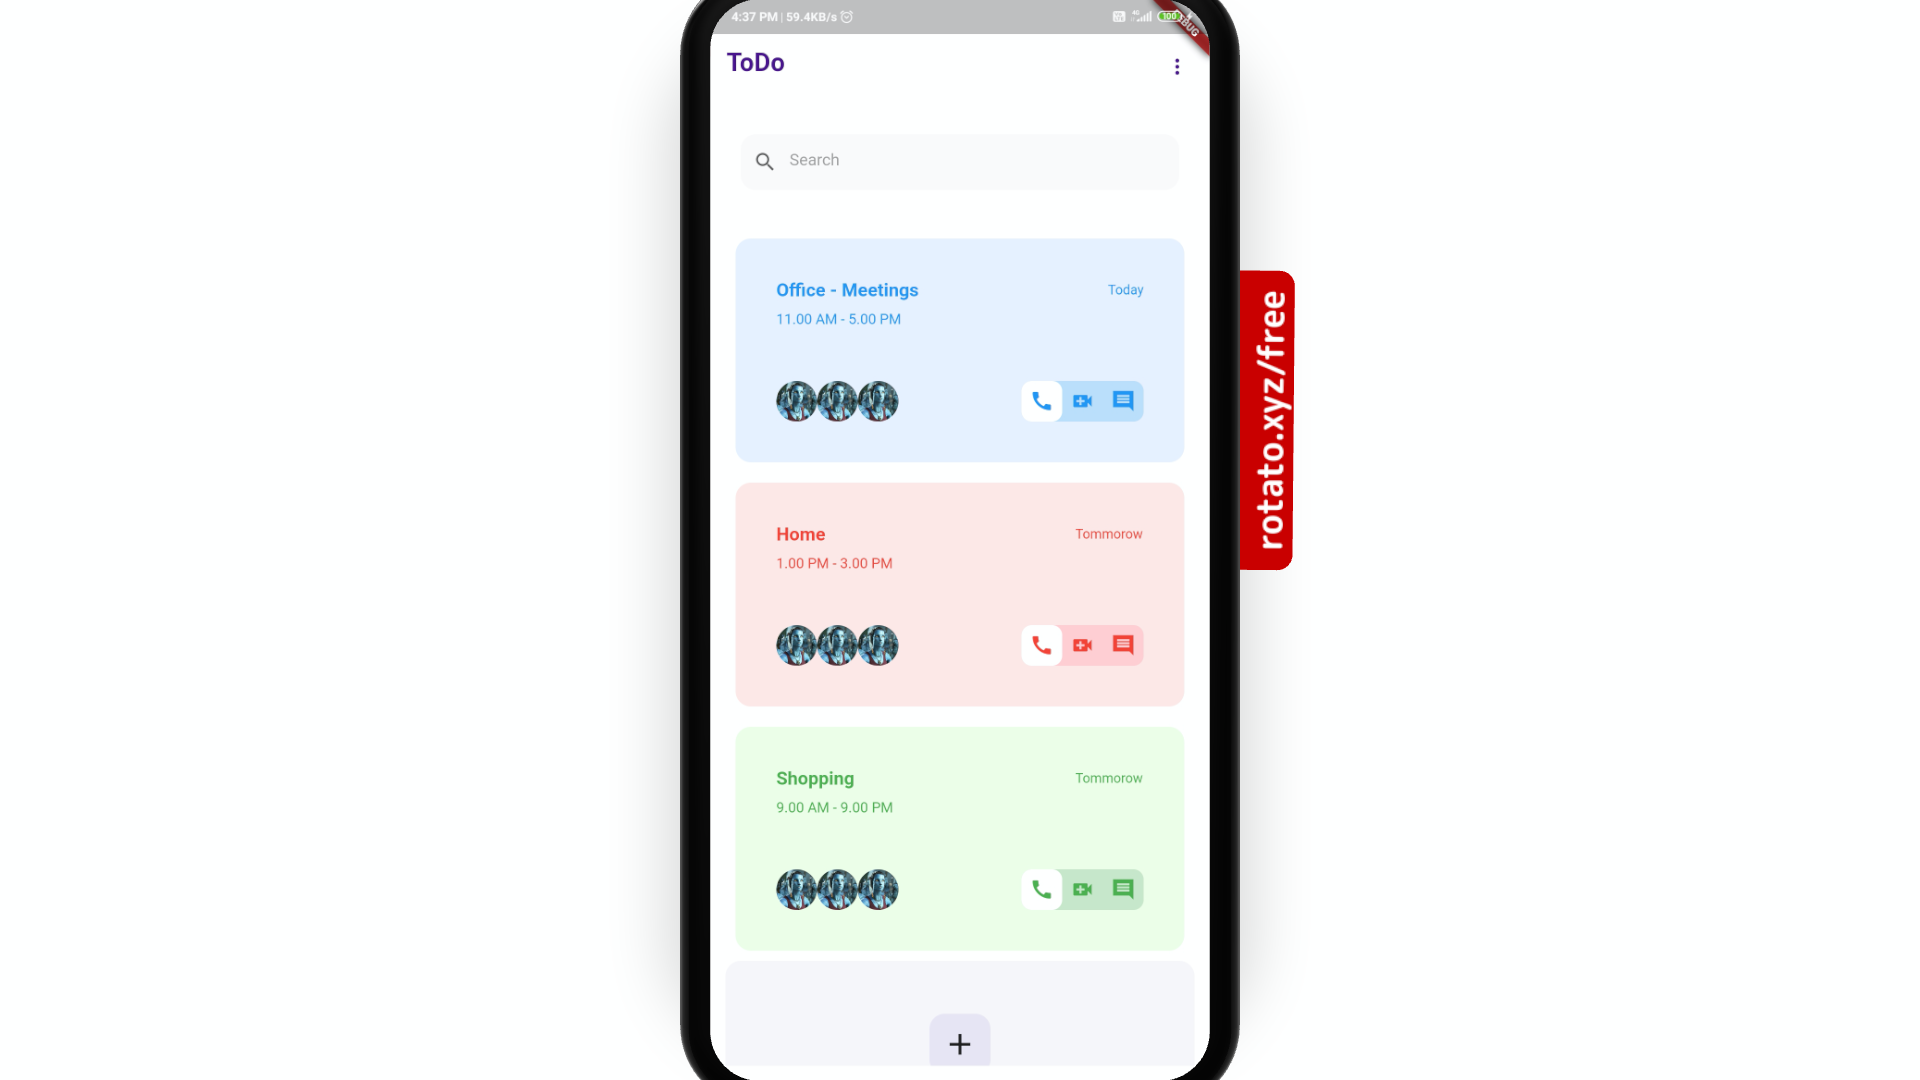 4:37 PM | 59.4KB/s
4G
100
ToDo
Search
Office - Meetings
Today
11.00 AM - 5.00 PM
Home
Tommorow
1.00 PM - 3.00 PM
Shopping
Tommorow
9.00 AM - 9.00 PM
rotato.xyz/free